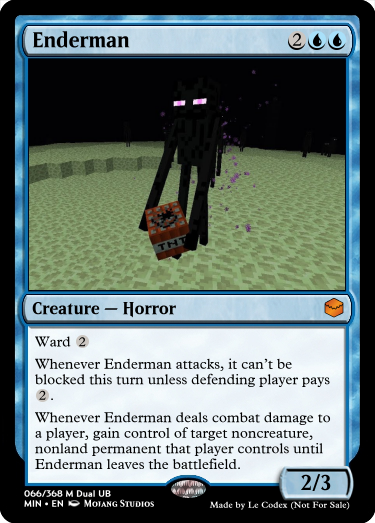 Enderman 2
TNT
Creature — Horror
Ward 2
Whenever Enderman attacks, it can't be
blocked this turn unless defending player pays
2.
Whenever Enderman deals combat damage to
a player, gain control of target noncreature,
nonland permanent that player controls until
Enderman leaves the battlefield.
2/3
066/368 M Dual UB
MIN • EN Mojang Studios
Made by Le Codex (Not For Sale)